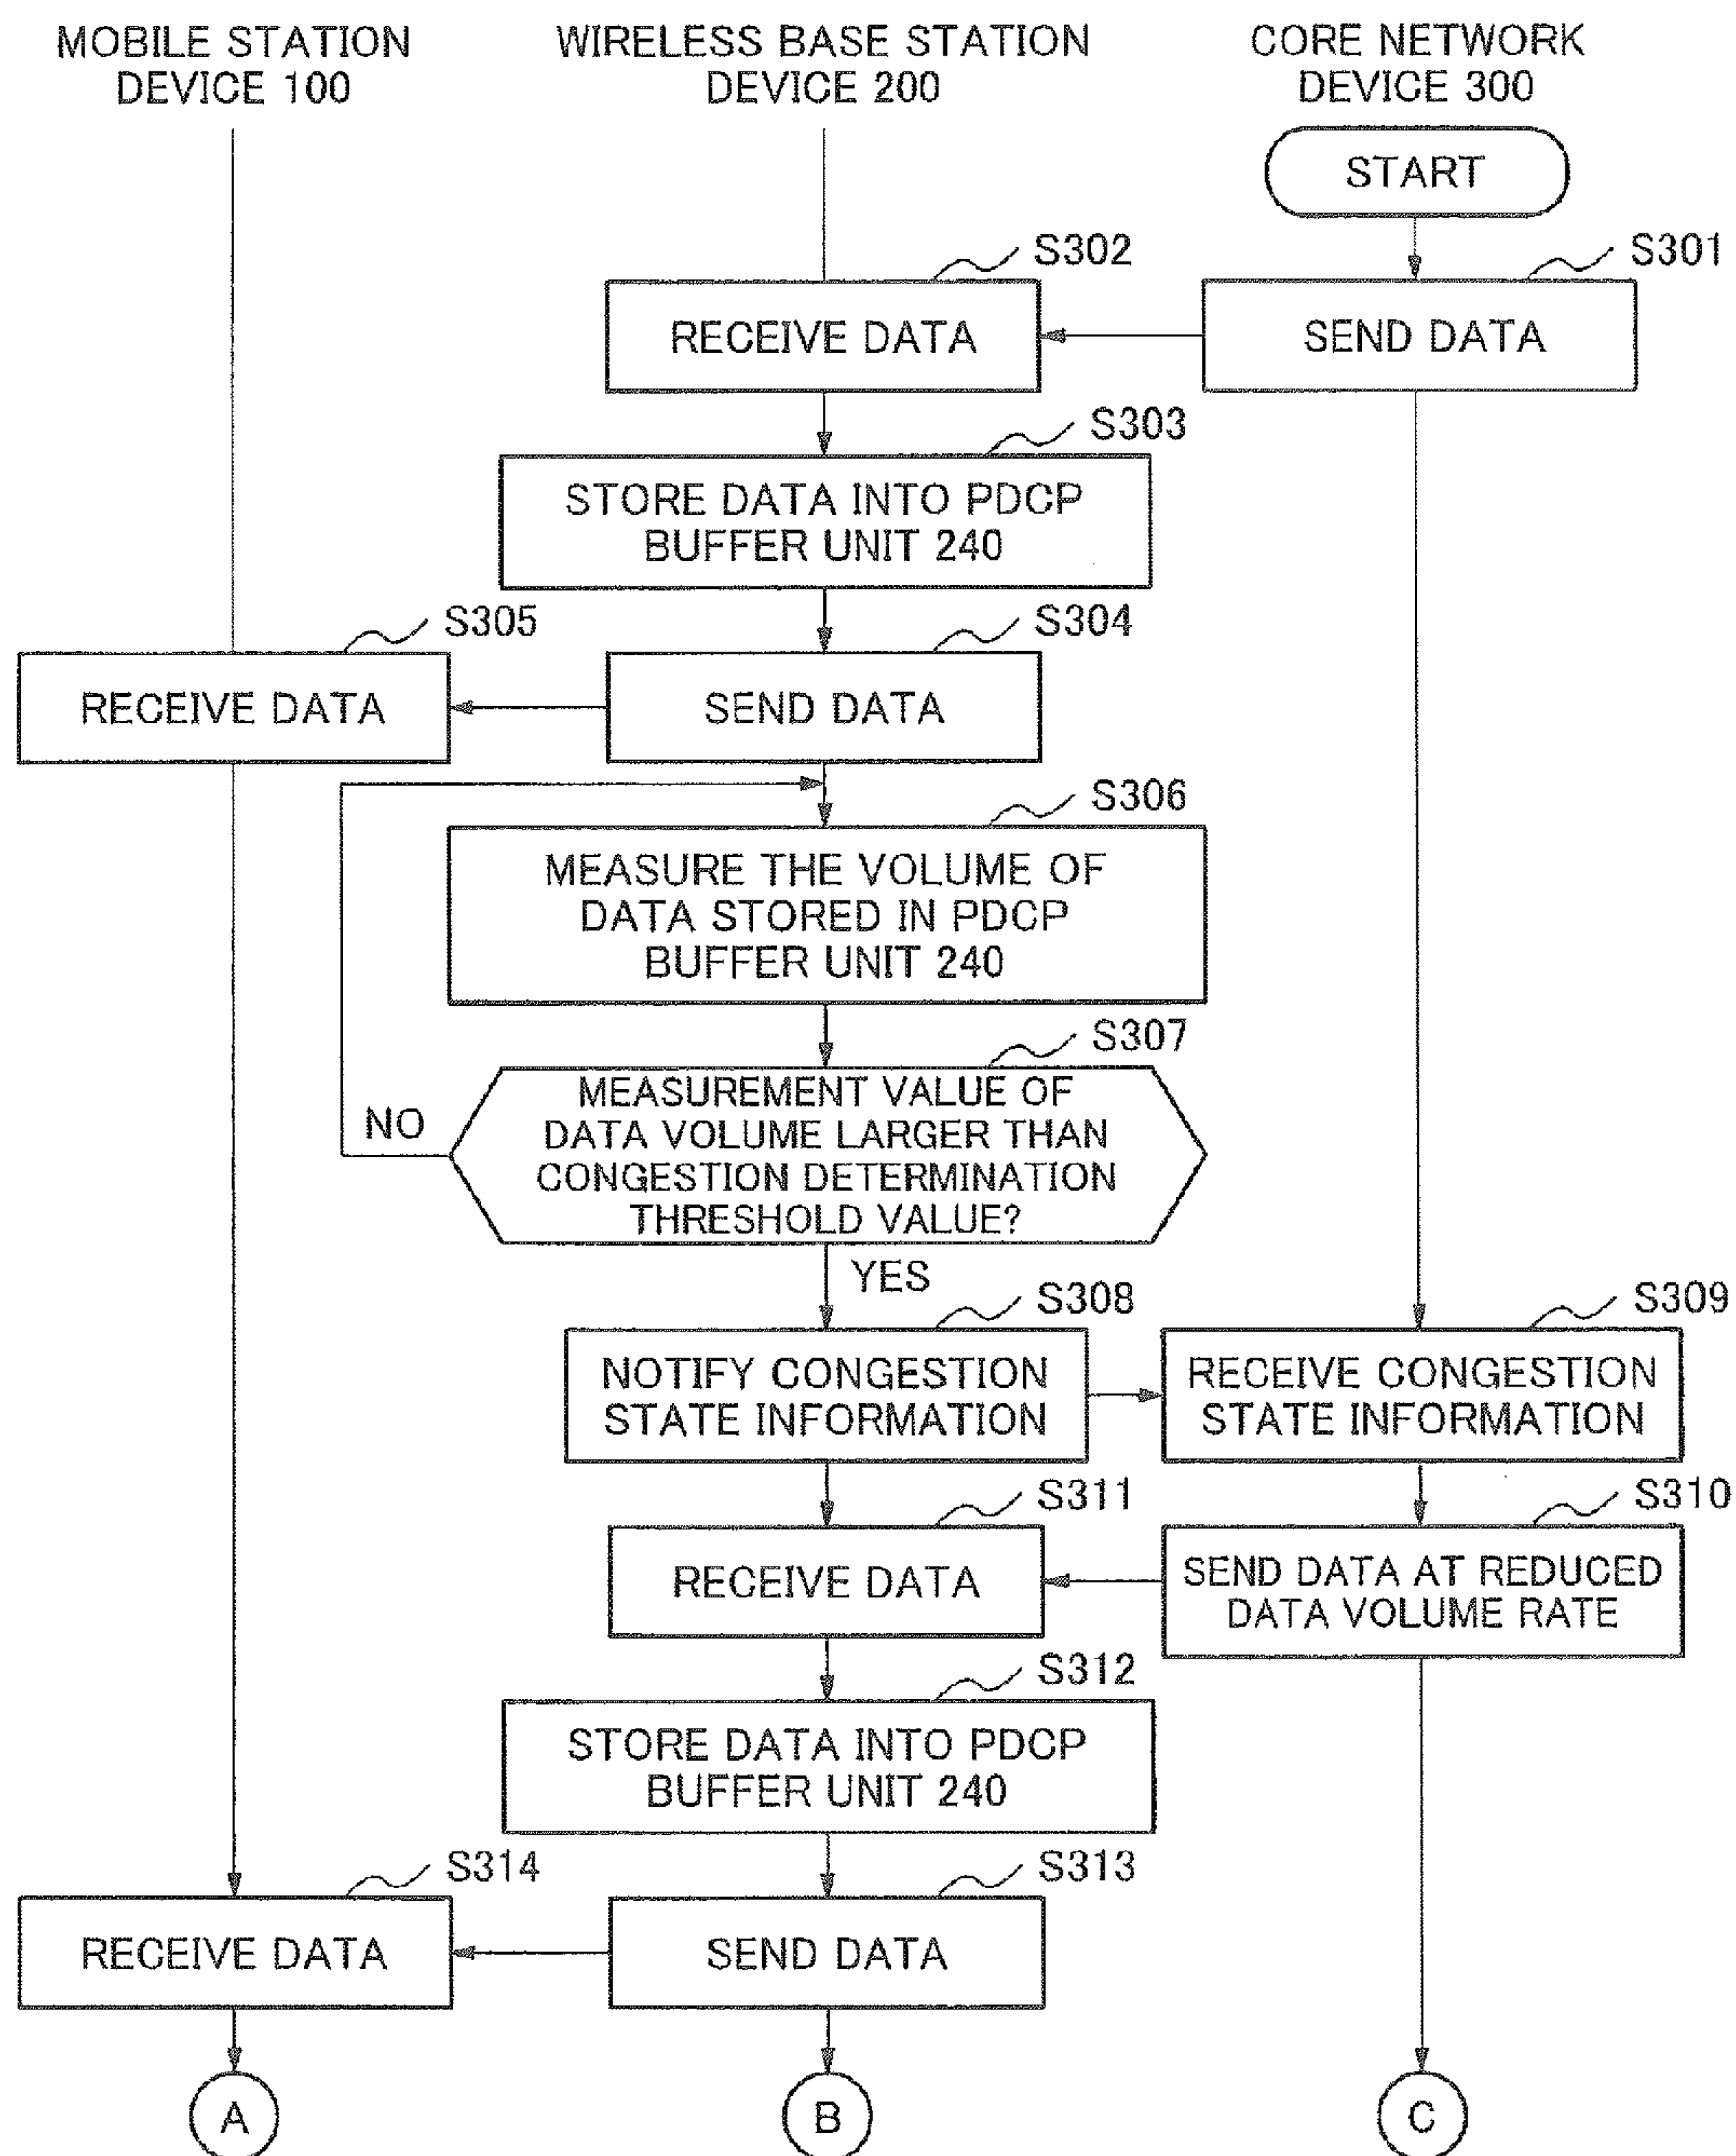 MOBILE STATION
DEVICE 100
WIRELESS BASE STATION
DEVICE 200
CORE NETWORK
DEVICE 300
START
S302
S301
RECEIVE DATA
SEND DATA
S303
STORE DATA INTO PDCP
BUFFER UNIT 240
S305
S304
RECEIVE DATA
SEND DATA
S306
MEASURE THE VOLUME OF
DATA STORED IN PDCP
BUFFER UNIT 240
S307
MEASUREMENT VALUE OF
DATA VOLUME LARGER THAN
CONGESTION DETERMINATION
THRESHOLD VALUE?
NO
YES
S308
S309
NOTIFY CONGESTION
STATE INFORMATION
RECEIVE CONGESTION
STATE INFORMATION
S311
S310
RECEIVE DATA
SEND DATA AT REDUCED
DATA VOLUME RATE
S312
STORE DATA INTO PDCP
BUFFER UNIT 240
S314
S313
RECEIVE DATA
SEND DATA
A
B
C